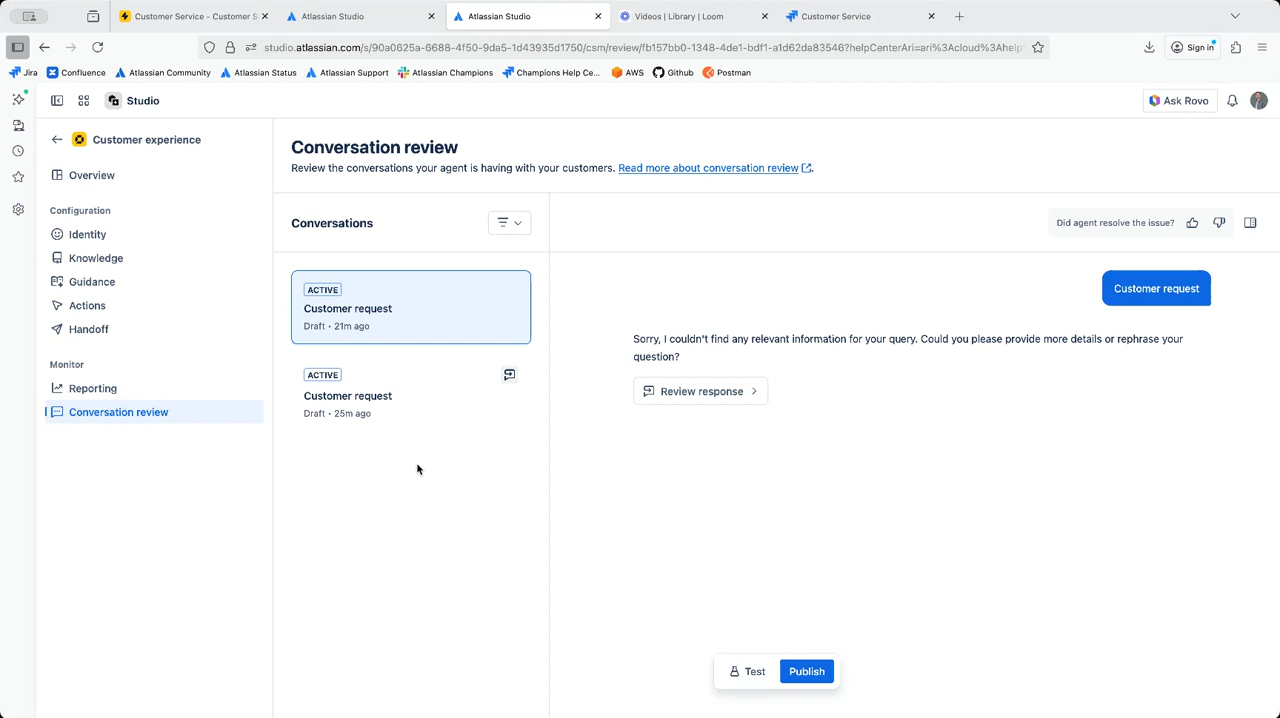 Customer Service - Customer S
Atlassian Studio
Atlassian Studio
Videos | Library | Loom
Customer Service
studio.atlassian.com/s/90a0625a-6688-4f50-9da5-1d43935d1750/csm/review/fb157bb0-1348-4de1-bdf1-a1d62da83546?helpCenterAri=ari%3Acloud%3Ahelp
Sign in
Jira
Confluence
Atlassian Community
Atlassian Status
Atlassian Support
Atlassian Champions
Champions Help Ce...
AWS
Github
Postman
Studio
Ask Rovo
Customer experience
Overview
Configuration
Identity
Knowledge
Guidance
Actions
Handoff
Monitor
Reporting
Conversation review
Conversation review
Review the conversations your agent is having with your customers. Read more about conversation review.
Conversations
Did agent resolve the issue?
ACTIVE
Customer request
Draft • 21m ago
ACTIVE
Customer request
Draft • 25m ago
Customer request
Sorry, I couldn't find any relevant information for your query. Could you please provide more details or rephrase your
question?
Review response
Test
Publish